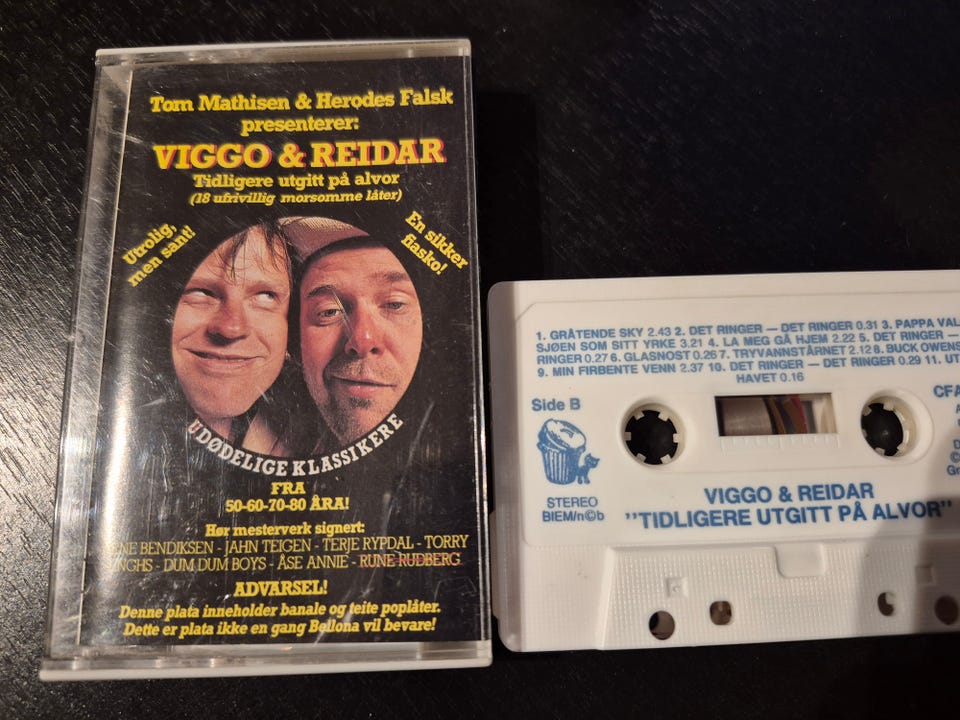 Tom Mathisen & Herodes Falsk
presenterer:
VIGGO & REIDAR
Tidligere utgitt på alvor
(18 ufrivillig morsomme låter)
Utrolig,
men sant!
En sikker
fiasko!
UDØDELIGE KLASSIKERE
FRA
50-60-70-80 ÅRA!
Hør mesterverk signert:
BENDIKSEN - JAHN TEIGEN - TERJE RYPDAL - TORRY
- DUM DUM BOYS - ÅSE ANNIE - RUNE RUDBERG
ADVARSEL!
Denne plata inneholder banale og teite poplåter.
Dette er plata ikke en gang Bellona vil bevare!
1. GRÅTENDE SKY 2.43 2. DET RINGER — DET RINGER 0.31 3. PAPPA
SJØEN SOM SITT YRKE 3.21 4. LA MEG GÅ HJEM 2.22 5. DET RINGER —
RINGER 0.27 6. GLASNOST 0.26 7. TRYVANNSTÅRNET 2.12 8. BUCK OWENS
9. MIN FIRBENTE VENN 2.37 10. DET RINGER — DET RINGER 0.29 11.
HAVET 0.16
Side B
STEREO
BIEM/n©b
VIGGO & REIDAR
"TIDLIGERE UTGITT PÅ ALVOR"